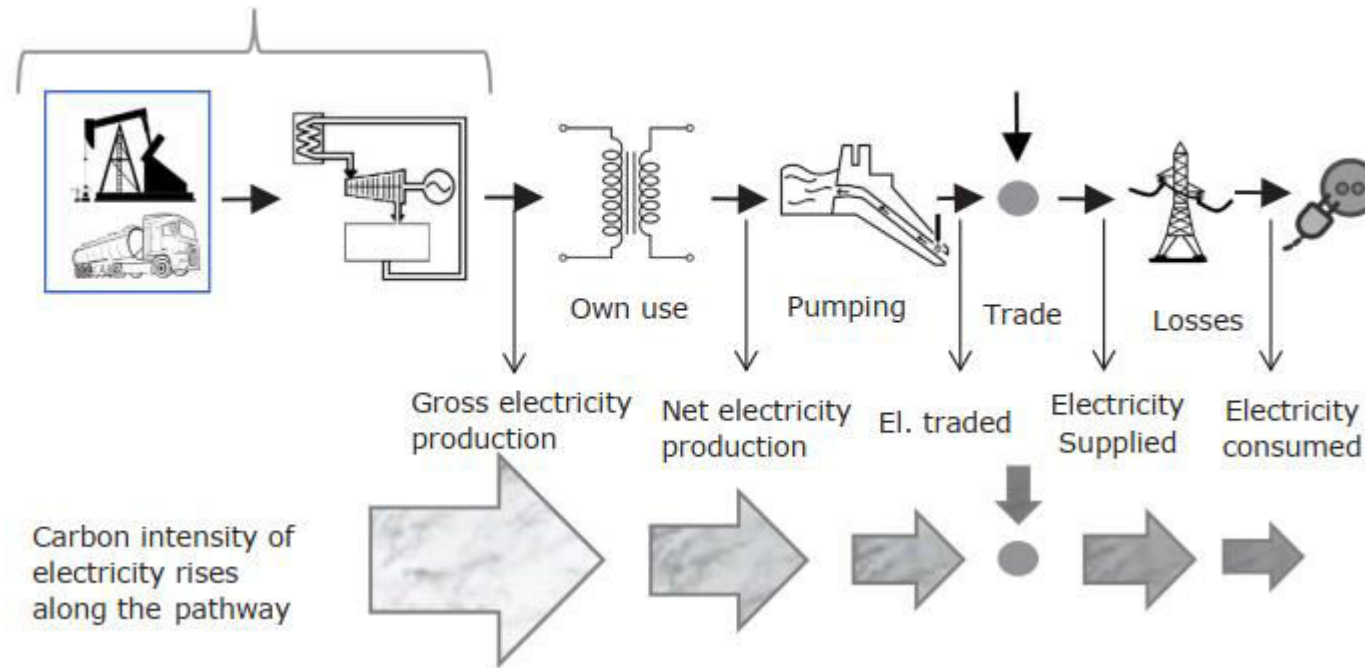 Own use
Pumping
Trade
Losses
Gross electricity
production
Net electricity
production
El. traded
Electricity
Supplied
Electricity
consumed
Carbon intensity of
electricity rises
along the pathway